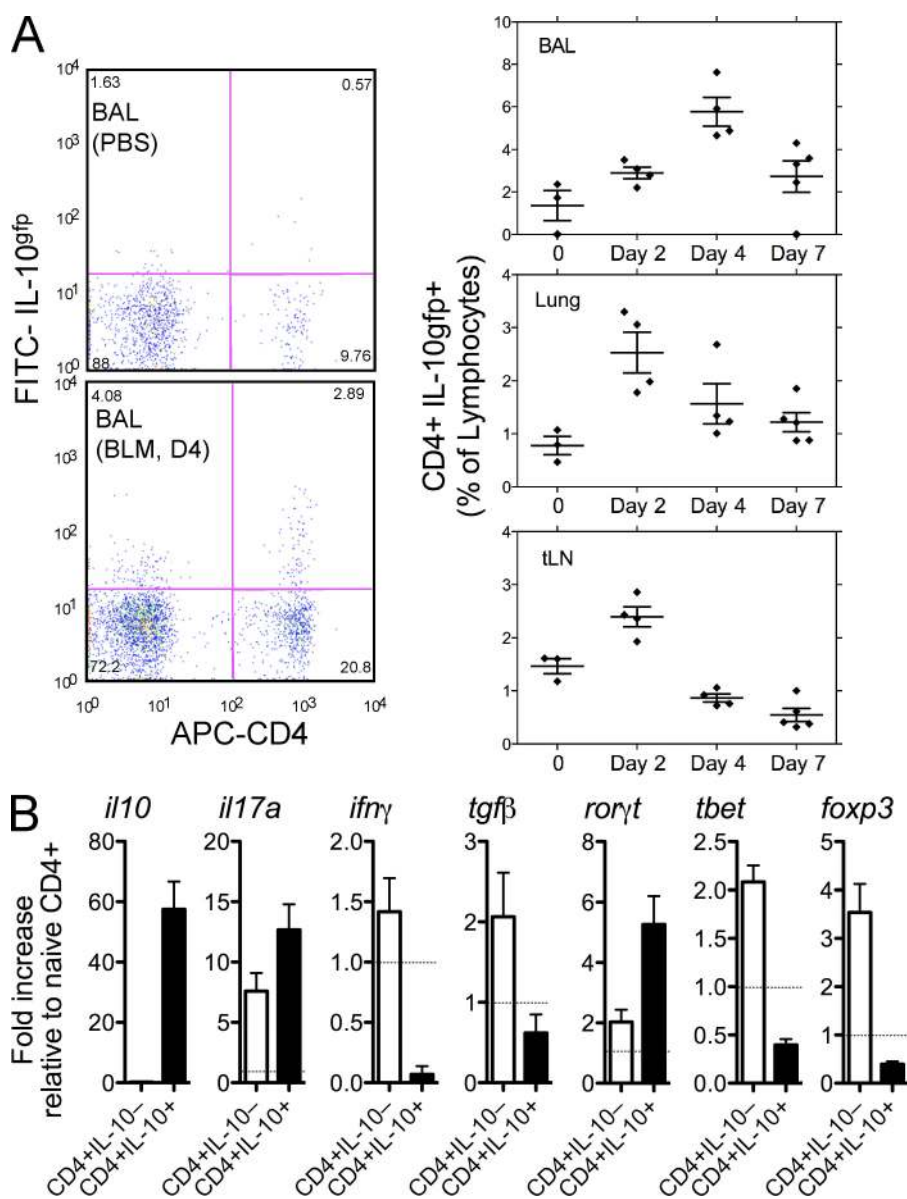 A
FITC- IL-10gfp
10⁴
10³
10²
10¹
10⁰
1.63
0.57
BAL
(PBS)
88
9.76
10⁴
10³
10²
10¹
10⁰
4.08
2.89
BAL
(BLM, D4)
72.2
20.8
10⁰ 10¹ 10² 10³ 10⁴
APC-CD4
CD4+ IL-10gfp+
(% of Lymphocytes)
BAL
10
8
6
4
2
0
0 Day 2 Day 4 Day 7
Lung
4
3
2
1
0
0 Day 2 Day 4 Day 7
tLN
4
3
2
1
0
0 Day 2 Day 4 Day 7
B
Fold increase
relative to naive CD4+
il10
80
60
40
20
0
CD4+IL-10−
CD4+IL-10+
il17a
20
15
10
5
0
CD4+IL-10−
CD4+IL-10+
ifnγ
2.0
1.5
1.0
0.5
0.0
CD4+IL-10−
CD4+IL-10+
tgfβ
3
2
1
0
CD4+IL-10−
CD4+IL-10+
rorγt
8
6
4
2
0
CD4+IL-10−
CD4+IL-10+
tbet
2.5
2.0
1.5
1.0
0.5
0.0
CD4+IL-10−
CD4+IL-10+
foxp3
5
4
3
2
1
0
CD4+IL-10−
CD4+IL-10+